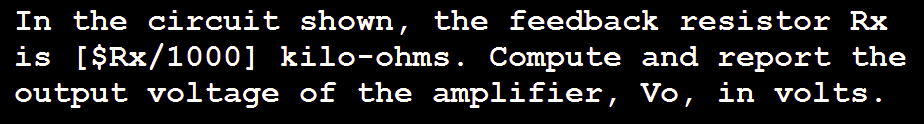 In the circuit shown, the feedback resistor Rx
is [$Rx/1000] kilo-ohms. Compute and report the
output voltage of the amplifier, Vo, in volts.